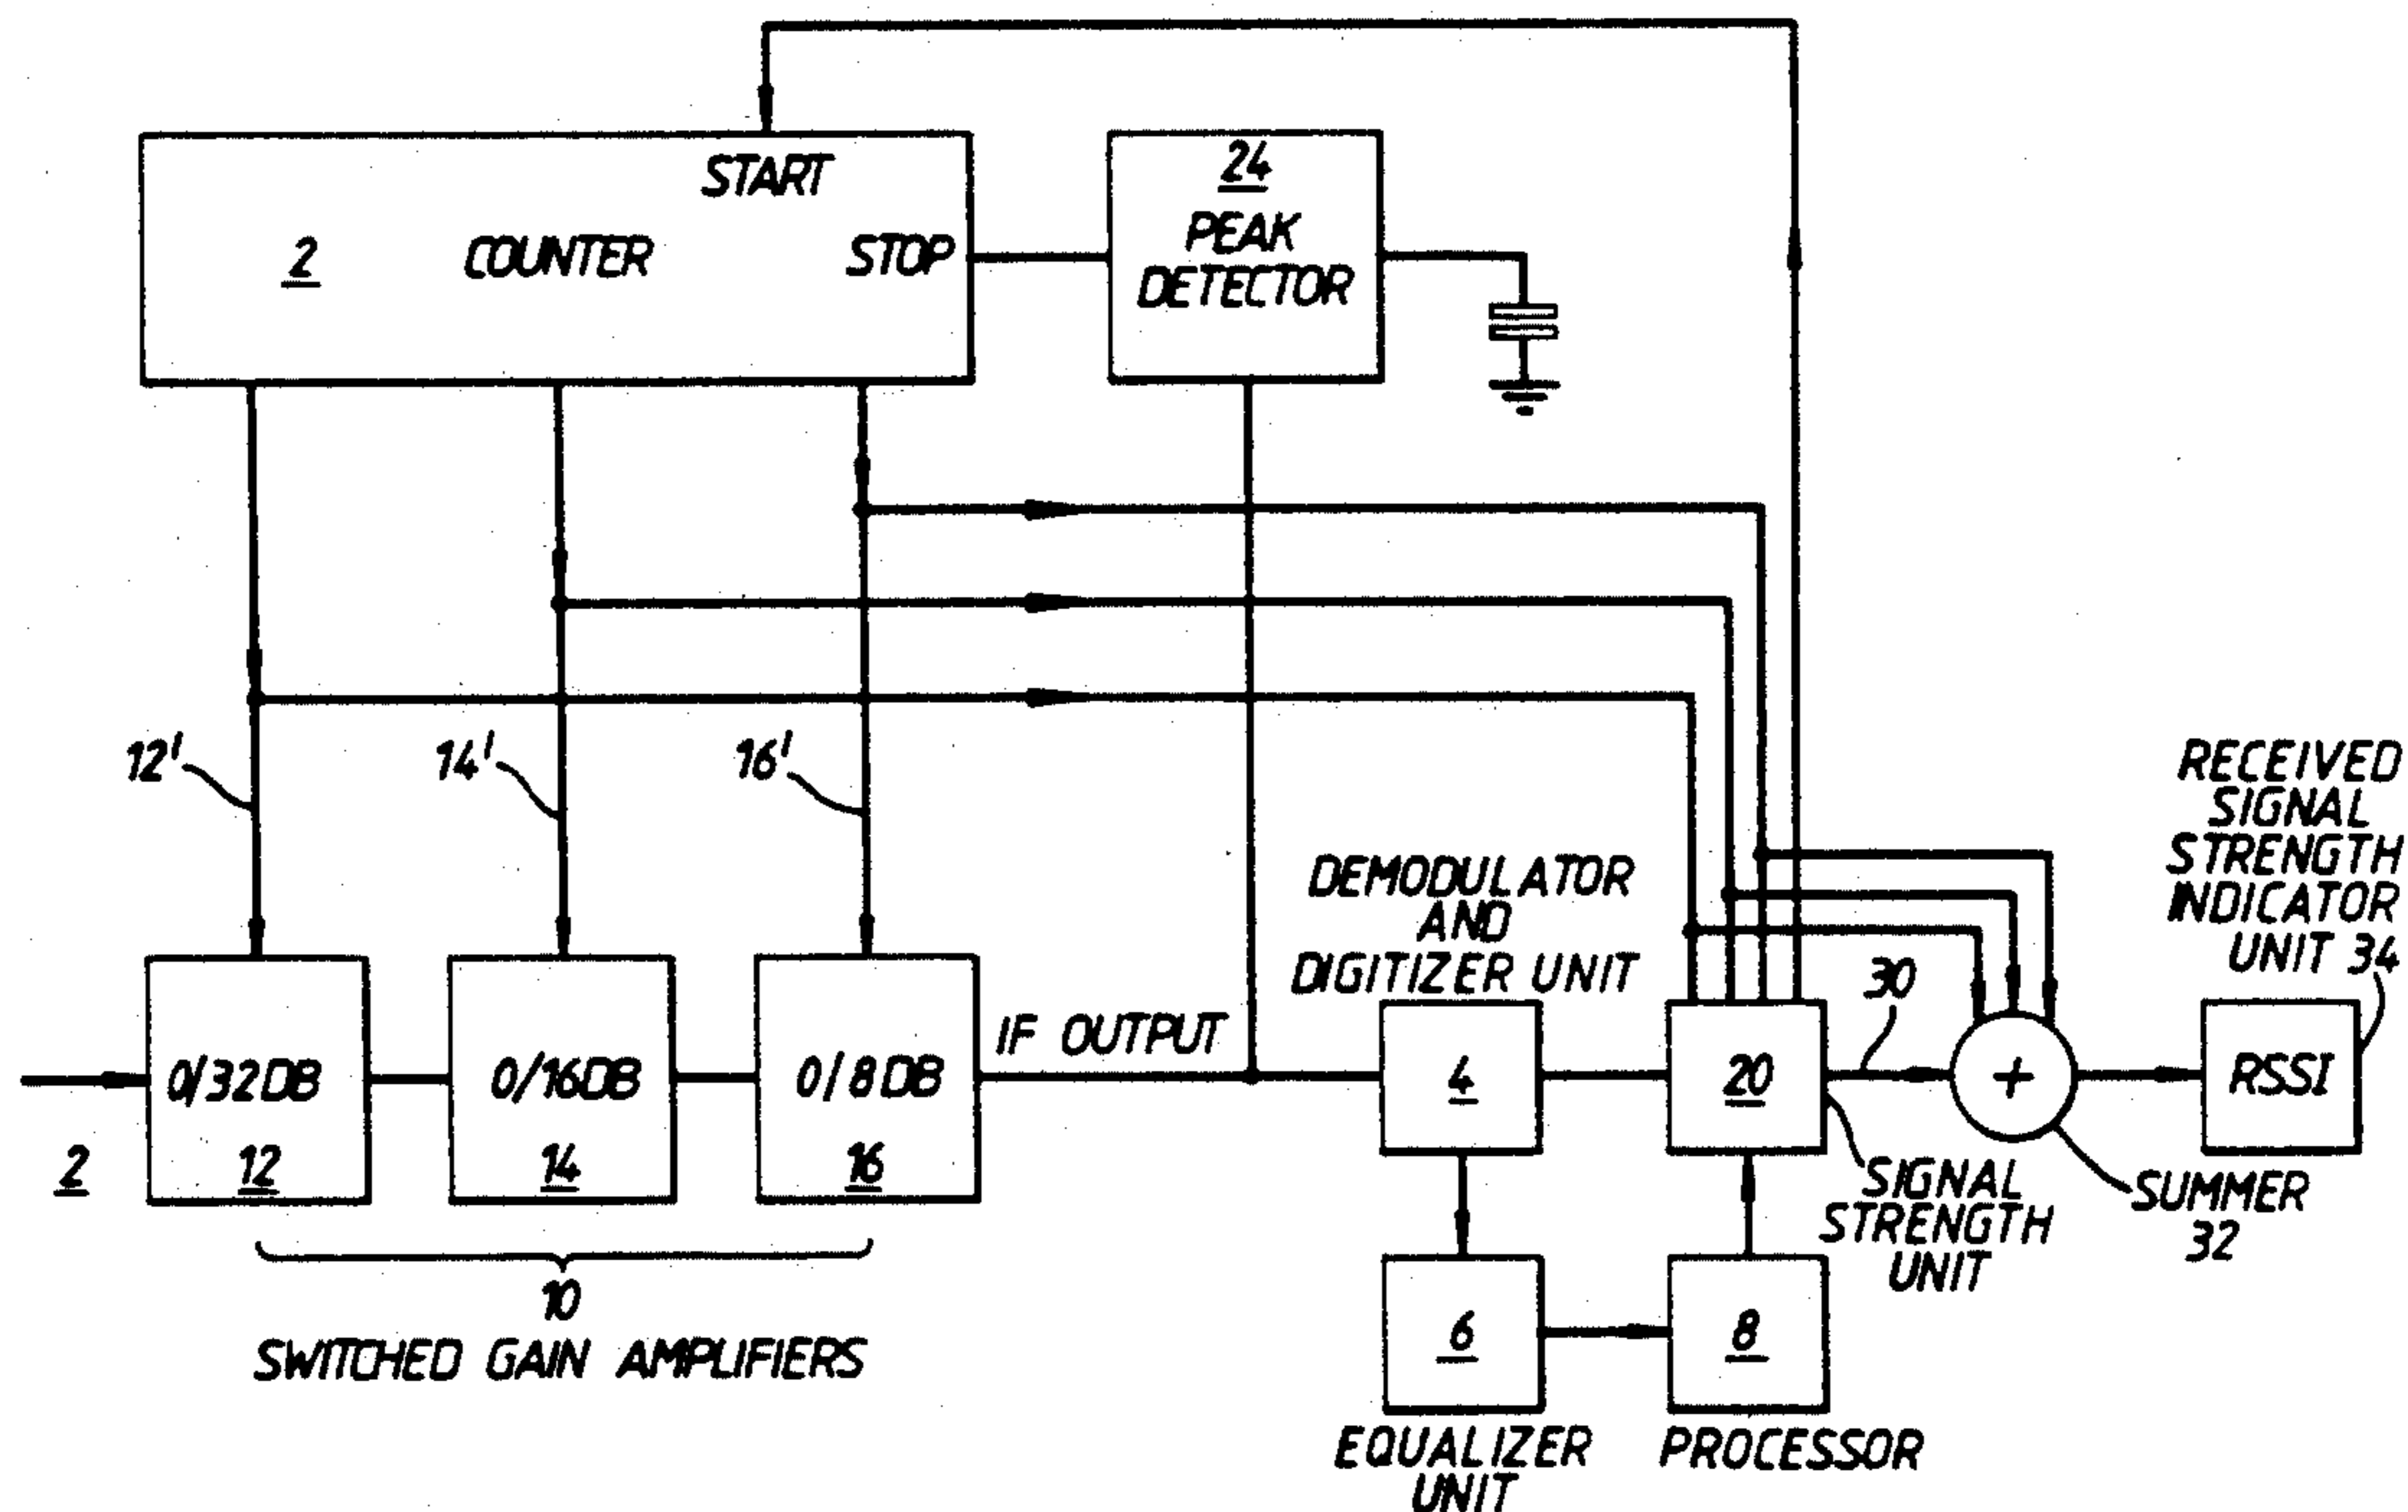 START
2 COUNTER STOP
24
PEAK
DETECTOR
12'
14'
16'
RECEIVED
SIGNAL
STRENGTH
INDICATOR
UNIT 34
DEMODULATOR
AND
DIGITIZER UNIT
30
IF OUTPUT
2
0/32DB
12
0/16DB
14
0/8DB
16
4
20
+
RSSI
SIGNAL
STRENGTH
UNIT
SUMMER
32
10
SWITCHED GAIN AMPLIFIERS
6
8
EQUALIZER
UNIT
PROCESSOR